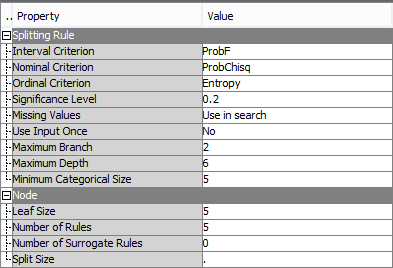 .. Property Value
Splitting Rule
Interval Criterion ProbF
Nominal Criterion ProbChisq
Ordinal Criterion Entropy
Significance Level 0.2
Missing Values Use in search
Use Input Once No
Maximum Branch 2
Maximum Depth 6
Minimum Categorical Size 5
Node
Leaf Size 5
Number of Rules 5
Number of Surrogate Rules 0
Split Size .